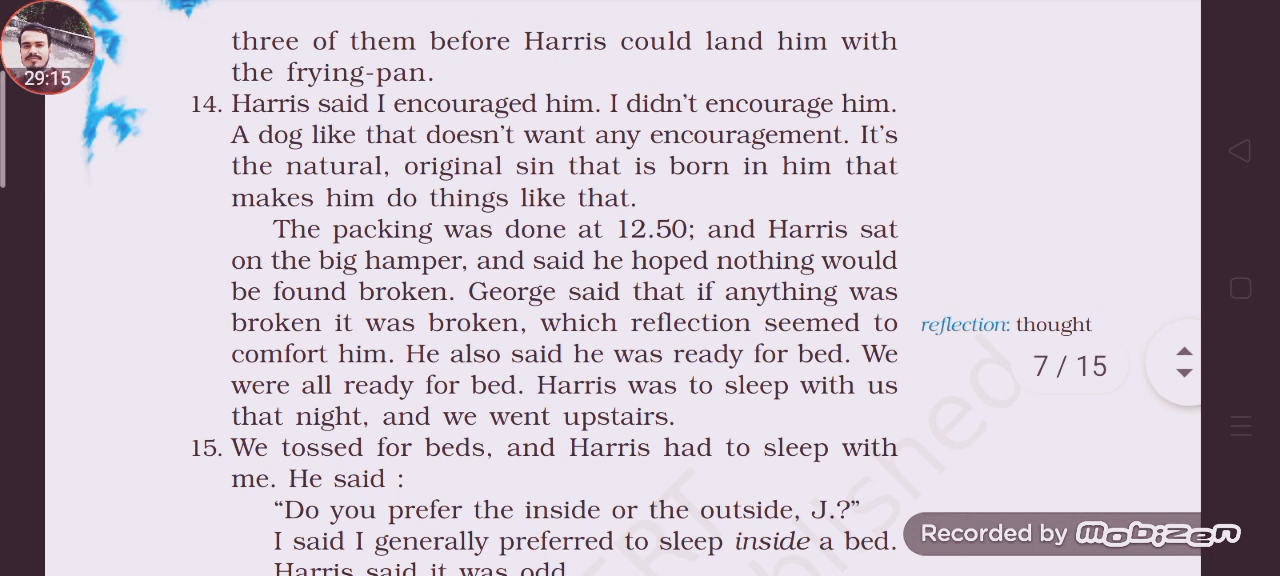 three of them before Harris could land him with
the frying-pan.
29:15
14. Harris said I encouraged him. I didn't encourage him.
A dog like that doesn't want any encouragement. It's
the natural, original sin that is born in him that
makes him do things like that.
The packing was done at 12.50; and Harris sat
on the big hamper, and said he hoped nothing would
be found broken. George said that if anything was
broken it was broken, which reflection seemed to
reflection: thought
comfort him. He also said he was ready for bed. We
7 / 15
were all ready for bed. Harris was to sleep with us
that night, and we went upstairs.
15. We tossed for beds, and Harris had to sleep with
me. He said :
“Do you prefer the inside or the outside, J.?”
I said I generally preferred to sleep inside a bed.
Harris said it was odd.
Recorded by mobizen